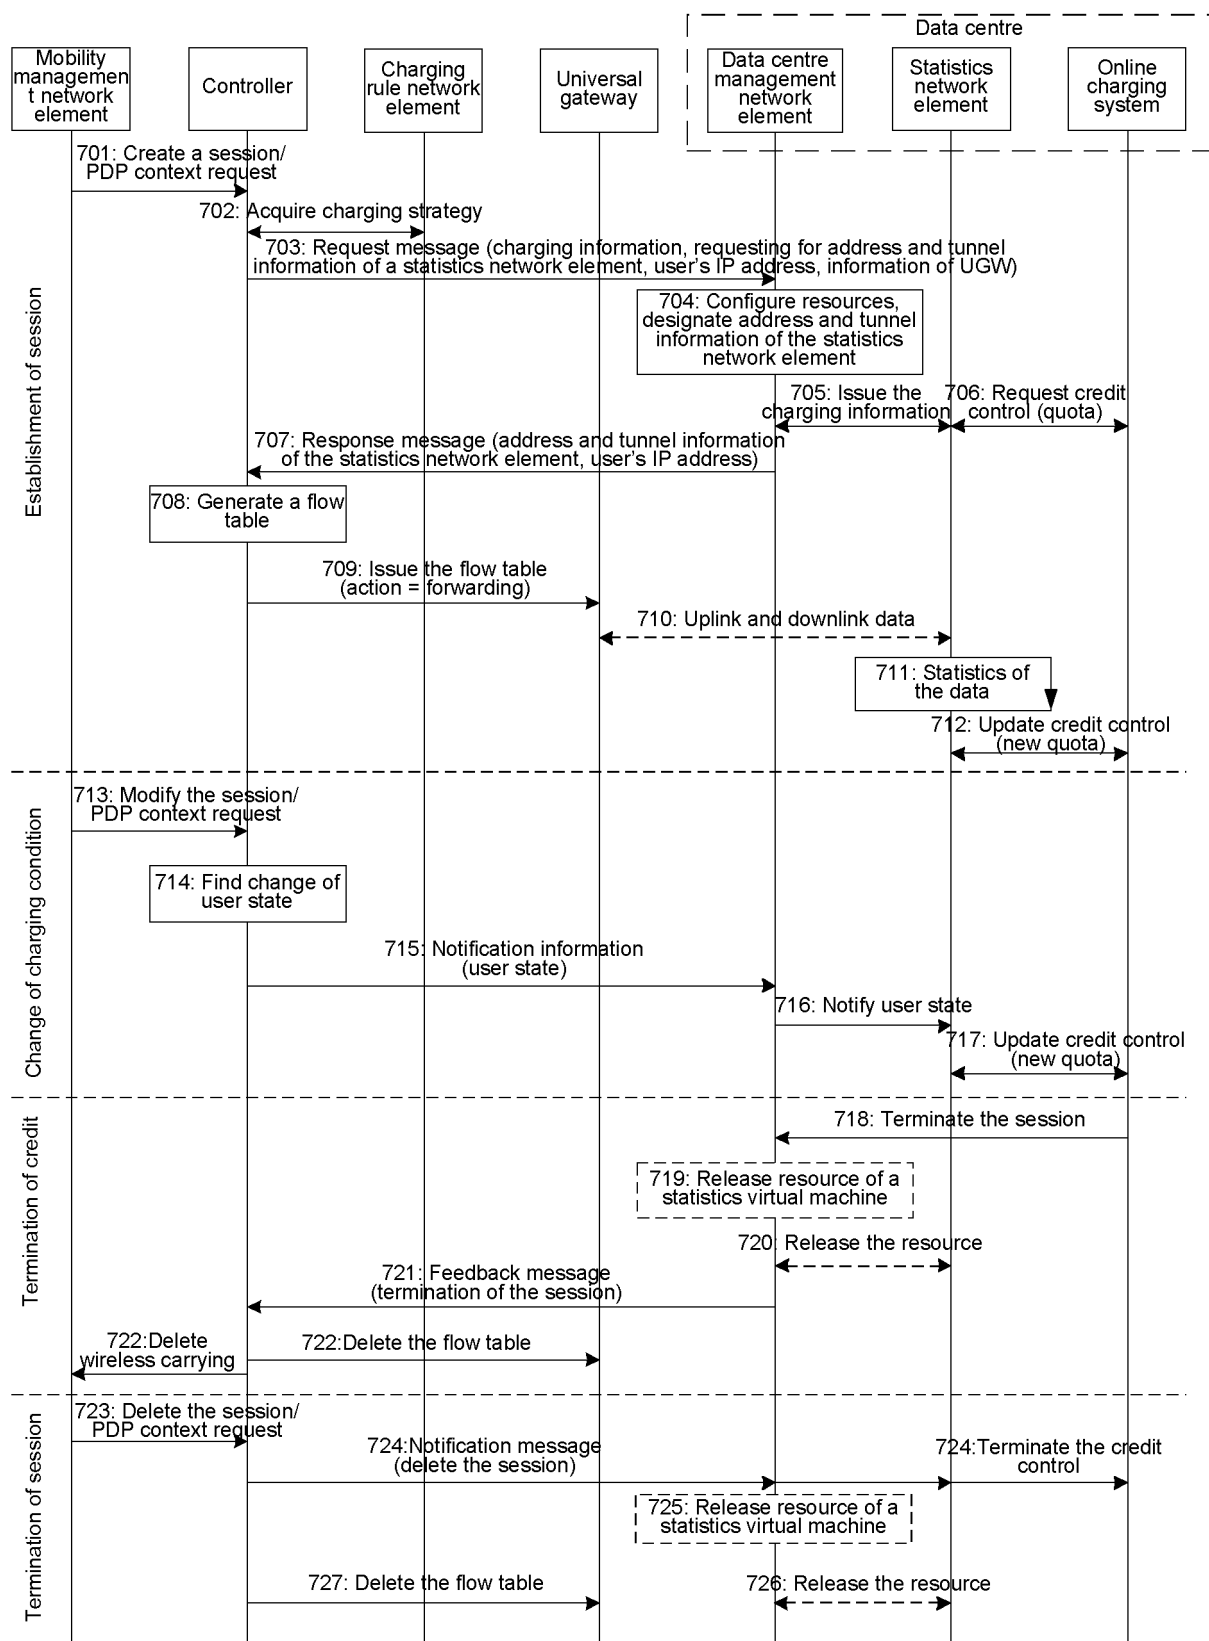 Data centre
Mobility
managemen
t network
element
Controller
Charging
rule network
element
Universal
gateway
Data centre
management
network
element
Statistics
network
element
Online
charging
system
Establishment of session
701: Create a session/
PDP context request
702: Acquire charging strategy
703: Request message (charging information, requesting for address and tunnel
information of a statistics network element, user's IP address, information of UGW)
704: Configure resources,
designate address and tunnel
information of the statistics
network element
705: Issue the
charging information
706: Request credit
control (quota)
707: Response message (address and tunnel information
of the statistics network element, user's IP address)
708: Generate a flow
table
709: Issue the flow table
(action = forwarding)
710: Uplink and downlink data
711: Statistics of
the data
712: Update credit control
(new quota)
Change of charging condition
713: Modify the session/
PDP context request
714: Find change of
user state
715: Notification information
(user state)
716: Notify user state
717: Update credit control
(new quota)
Termination of credit
718: Terminate the session
719: Release resource of a
statistics virtual machine
720: Release the resource
721: Feedback message
(termination of the session)
722:Delete
wireless carrying
722:Delete the flow table
Termination of session
723: Delete the session/
PDP context request
724:Notification message
(delete the session)
724:Terminate the credit
control
725: Release resource of a
statistics virtual machine
727: Delete the flow table
726: Release the resource